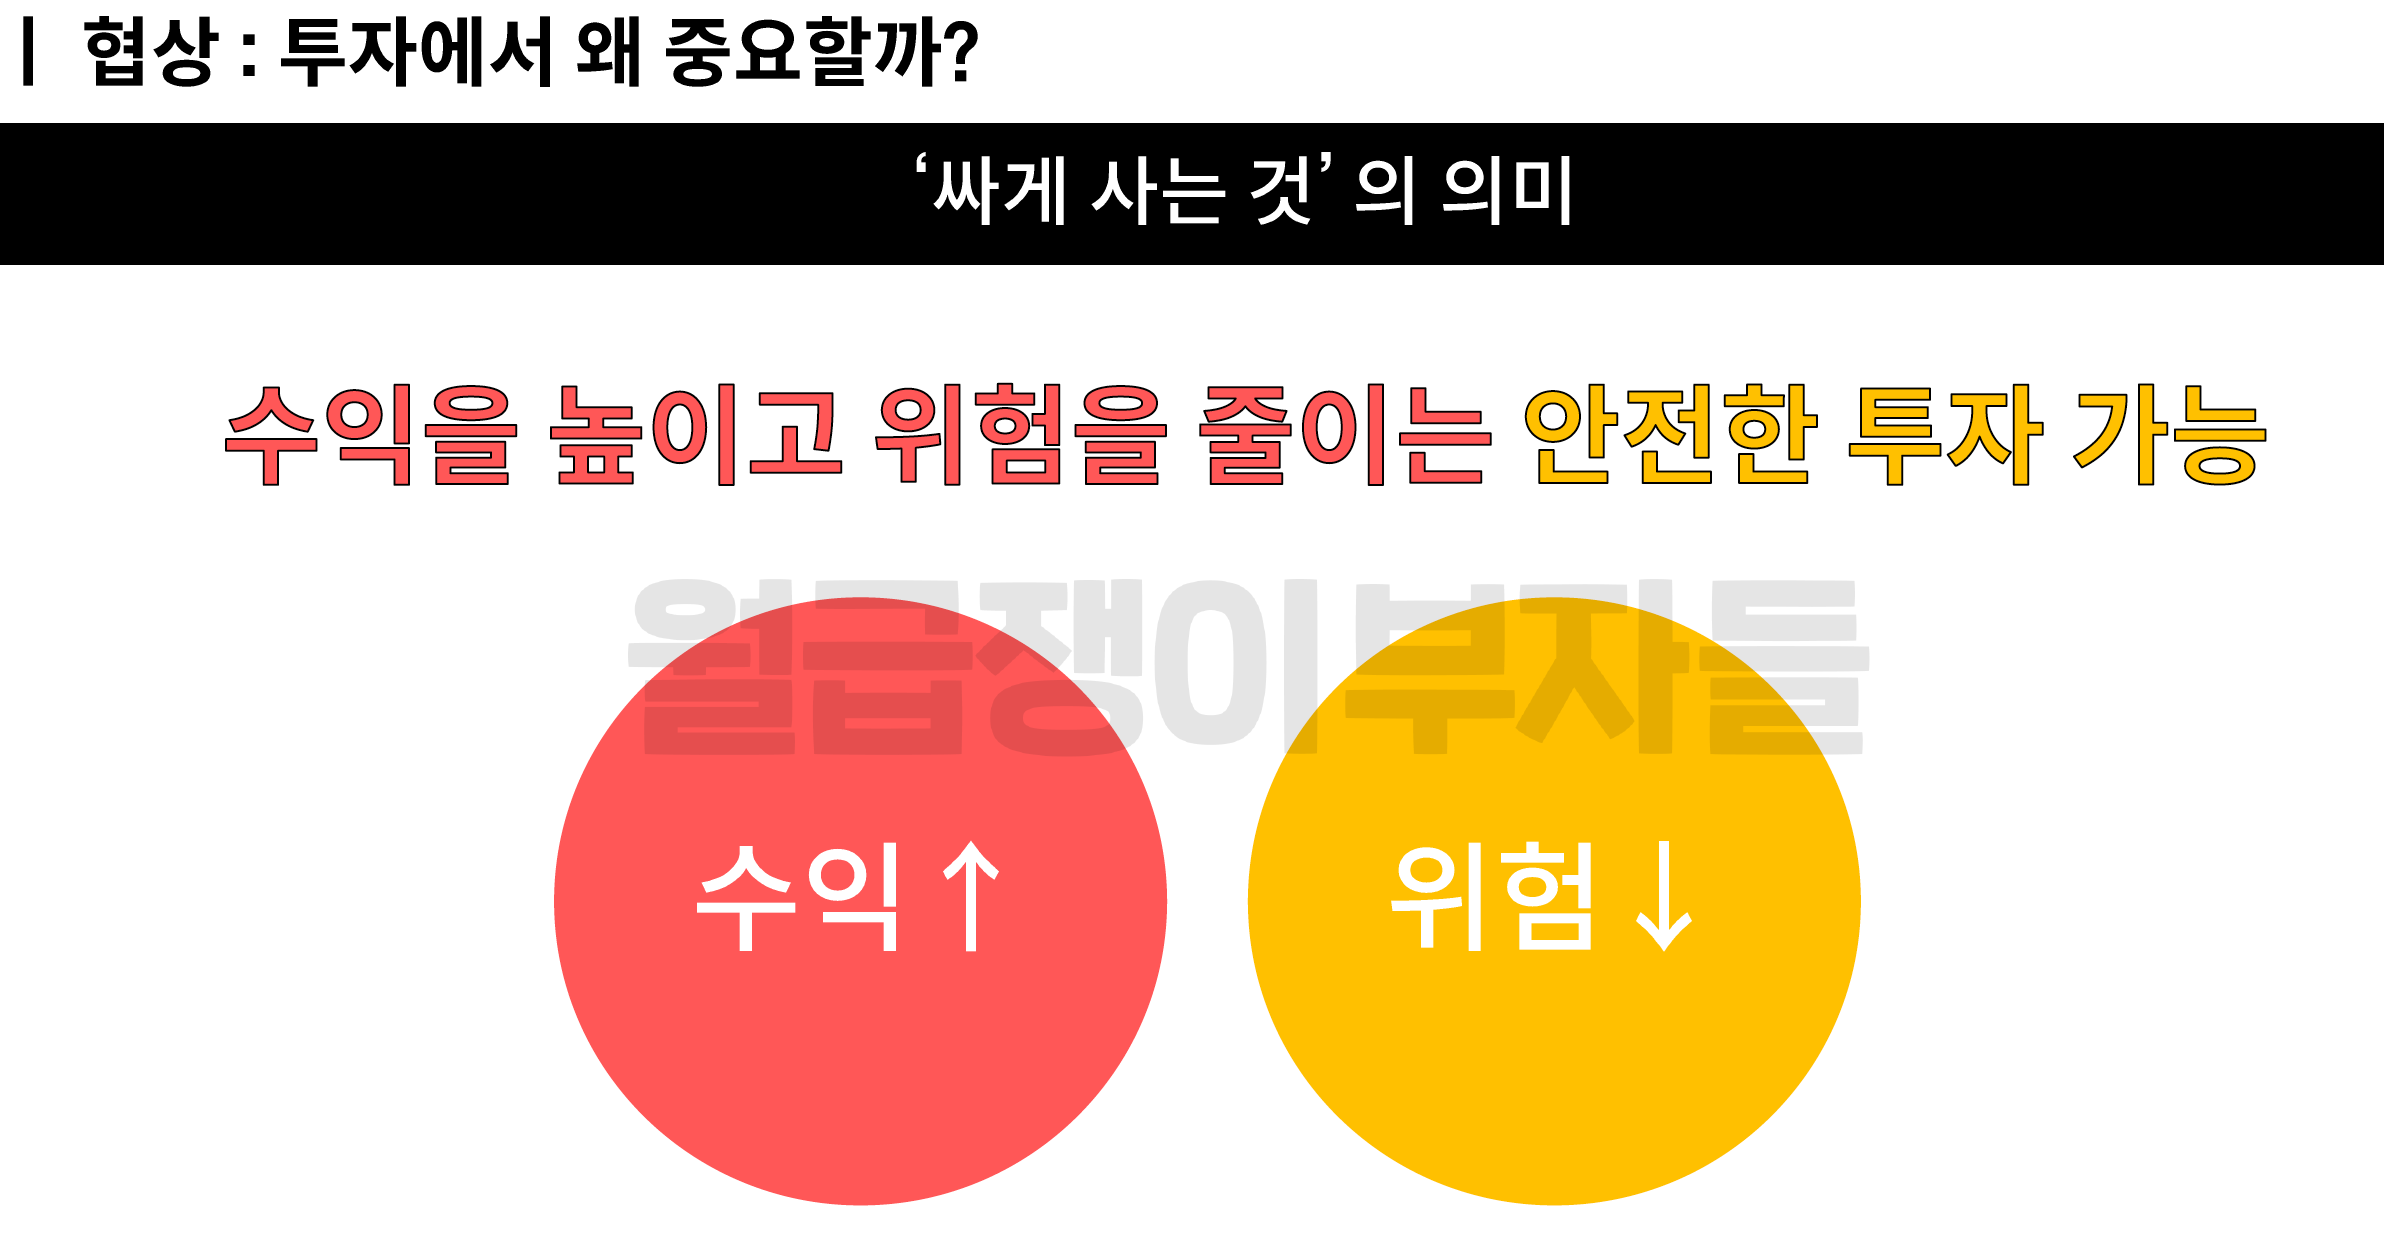 | 협상 : 투자에서 왜 중요할까?
‘싸게 사는 것’ 의 의미
수익을 높이고 위험을 줄이는 안전한 투자 가능
월급쟁이부자들
수익↑
위험↓